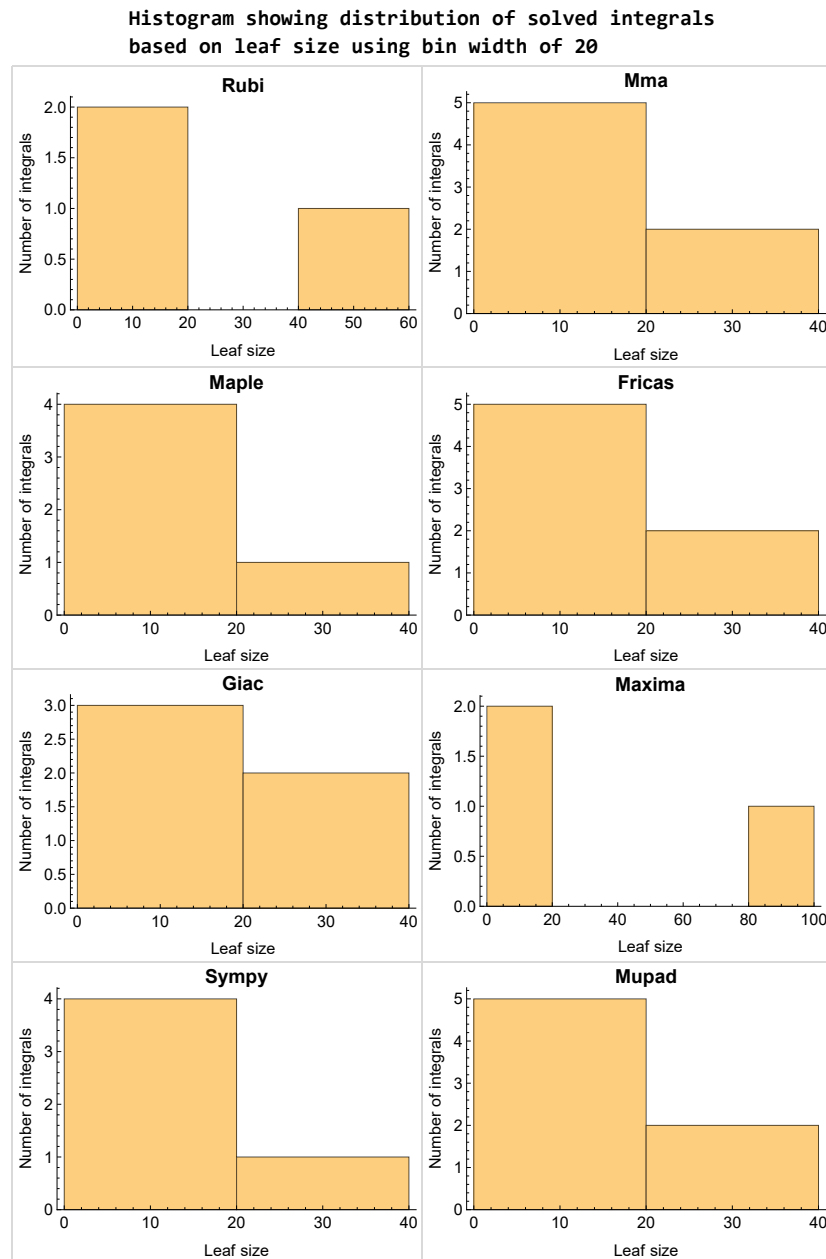 Histogram showing distribution of solved integrals
based on leaf size using bin width of 20
Rubi
Number of integrals
2.0
1.5
1.0
0.5
0.0
0 10 20 30 40 50 60
Leaf size
Mma
Number of integrals
5
4
3
2
1
0
0 10 20 30 40
Leaf size
Maple
Number of integrals
4
3
2
1
0
0 10 20 30 40
Leaf size
Fricas
Number of integrals
5
4
3
2
1
0
0 10 20 30 40
Leaf size
Giac
Number of integrals
3.0
2.5
2.0
1.5
1.0
0.5
0.0
0 10 20 30 40
Leaf size
Maxima
Number of integrals
2.0
1.5
1.0
0.5
0.0
0 20 40 60 80 100
Leaf size
Sympy
Number of integrals
4
3
2
1
0
0 10 20 30 40
Leaf size
Mupad
Number of integrals
5
4
3
2
1
0
0 10 20 30 40
Leaf size